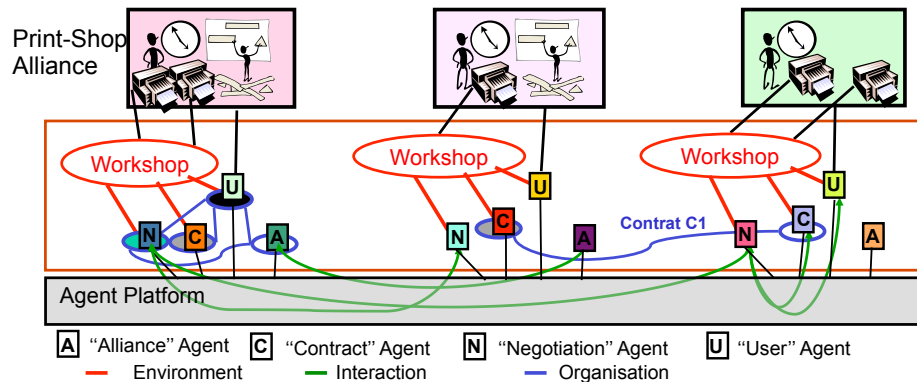 Print-Shop
Alliance
Workshop
Workshop
Workshop
U
U
U
N
C
A
N
C
A
Contrat C1
N
C
A
Agent Platform
A "Alliance" Agent
C "Contract" Agent
N "Negotiation" Agent
U "User" Agent
Environment
Interaction
Organisation